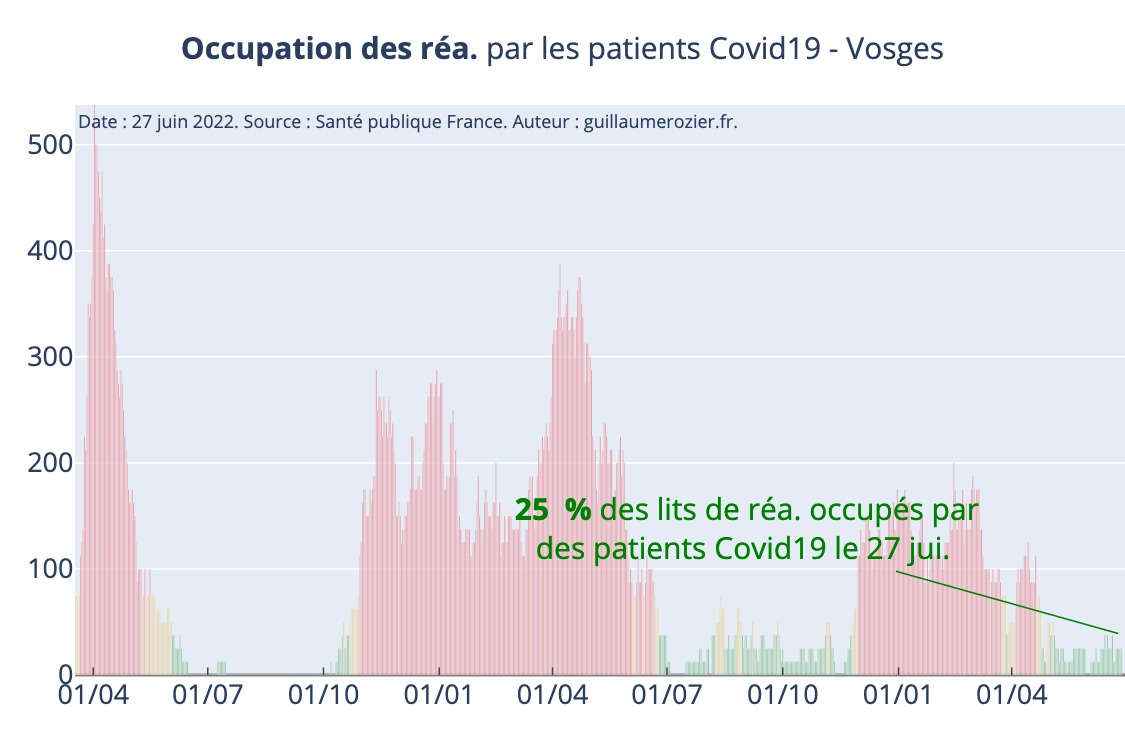 Occupation des réa. par les patients Covid19 - Vosges
Date : 27 juin 2022. Source : Santé publique France. Auteur : guillaumerozier.fr.
500
400
300
200
25  % des lits de réa. occupés par
des patients Covid19 le 27 jui.
100
0
01/04 01/07 01/10 01/01 01/04 01/07 01/10 01/01 01/04